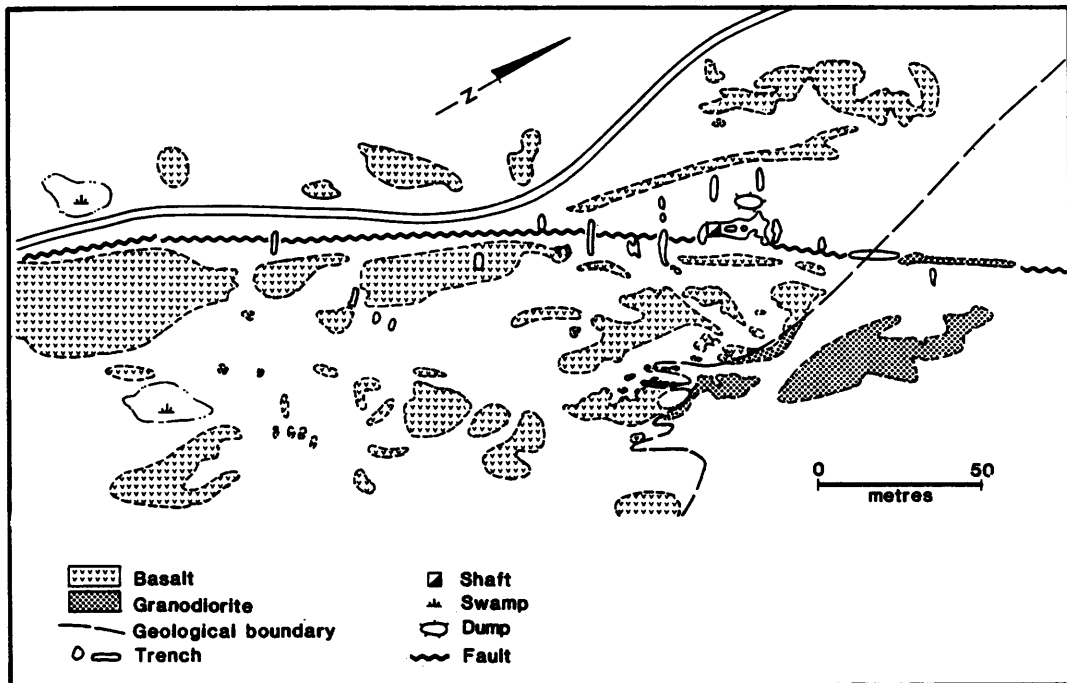 N
0 50
metres
Basalt
Granodiorite
Geological boundary
Trench
Shaft
Swamp
Dump
Fault